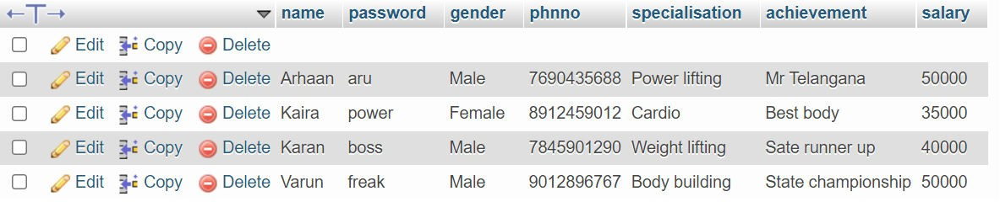 name password gender phnno specialisation achievement salary
Edit Copy Delete
Edit Copy Delete Arhaan aru Male 7690435688 Power lifting Mr Telangana 50000
Edit Copy Delete Kaira power Female 8912459012 Cardio Best body 35000
Edit Copy Delete Karan boss Male 7845901290 Weight lifting Sate runner up 40000
Edit Copy Delete Varun freak Male 9012896767 Body building State championship 50000